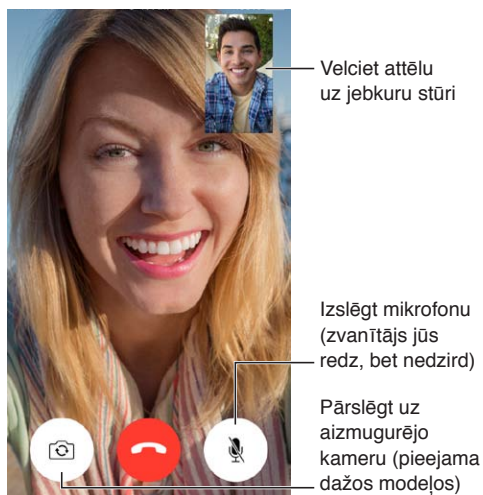 Velciet attēlu
uz jebkuru stūri
Izslēgt mikrofonu
(zvanītājs jūs
redz, bet nedzird)
Pārslēgt uz
aizmugurējo
kameru (pieejama
dažos modeļos)